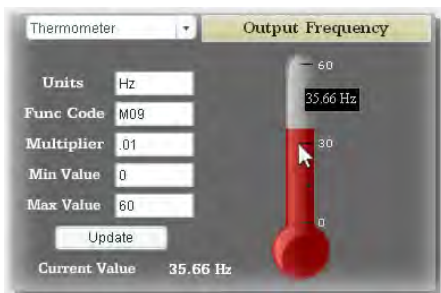 Thermometer
Output Frequency
Units Hz
Func Code M09
Multiplier .01
Min Value 0
Max Value 60
Update
Current Value 35.66 Hz
60
35.66 Hz
30
0